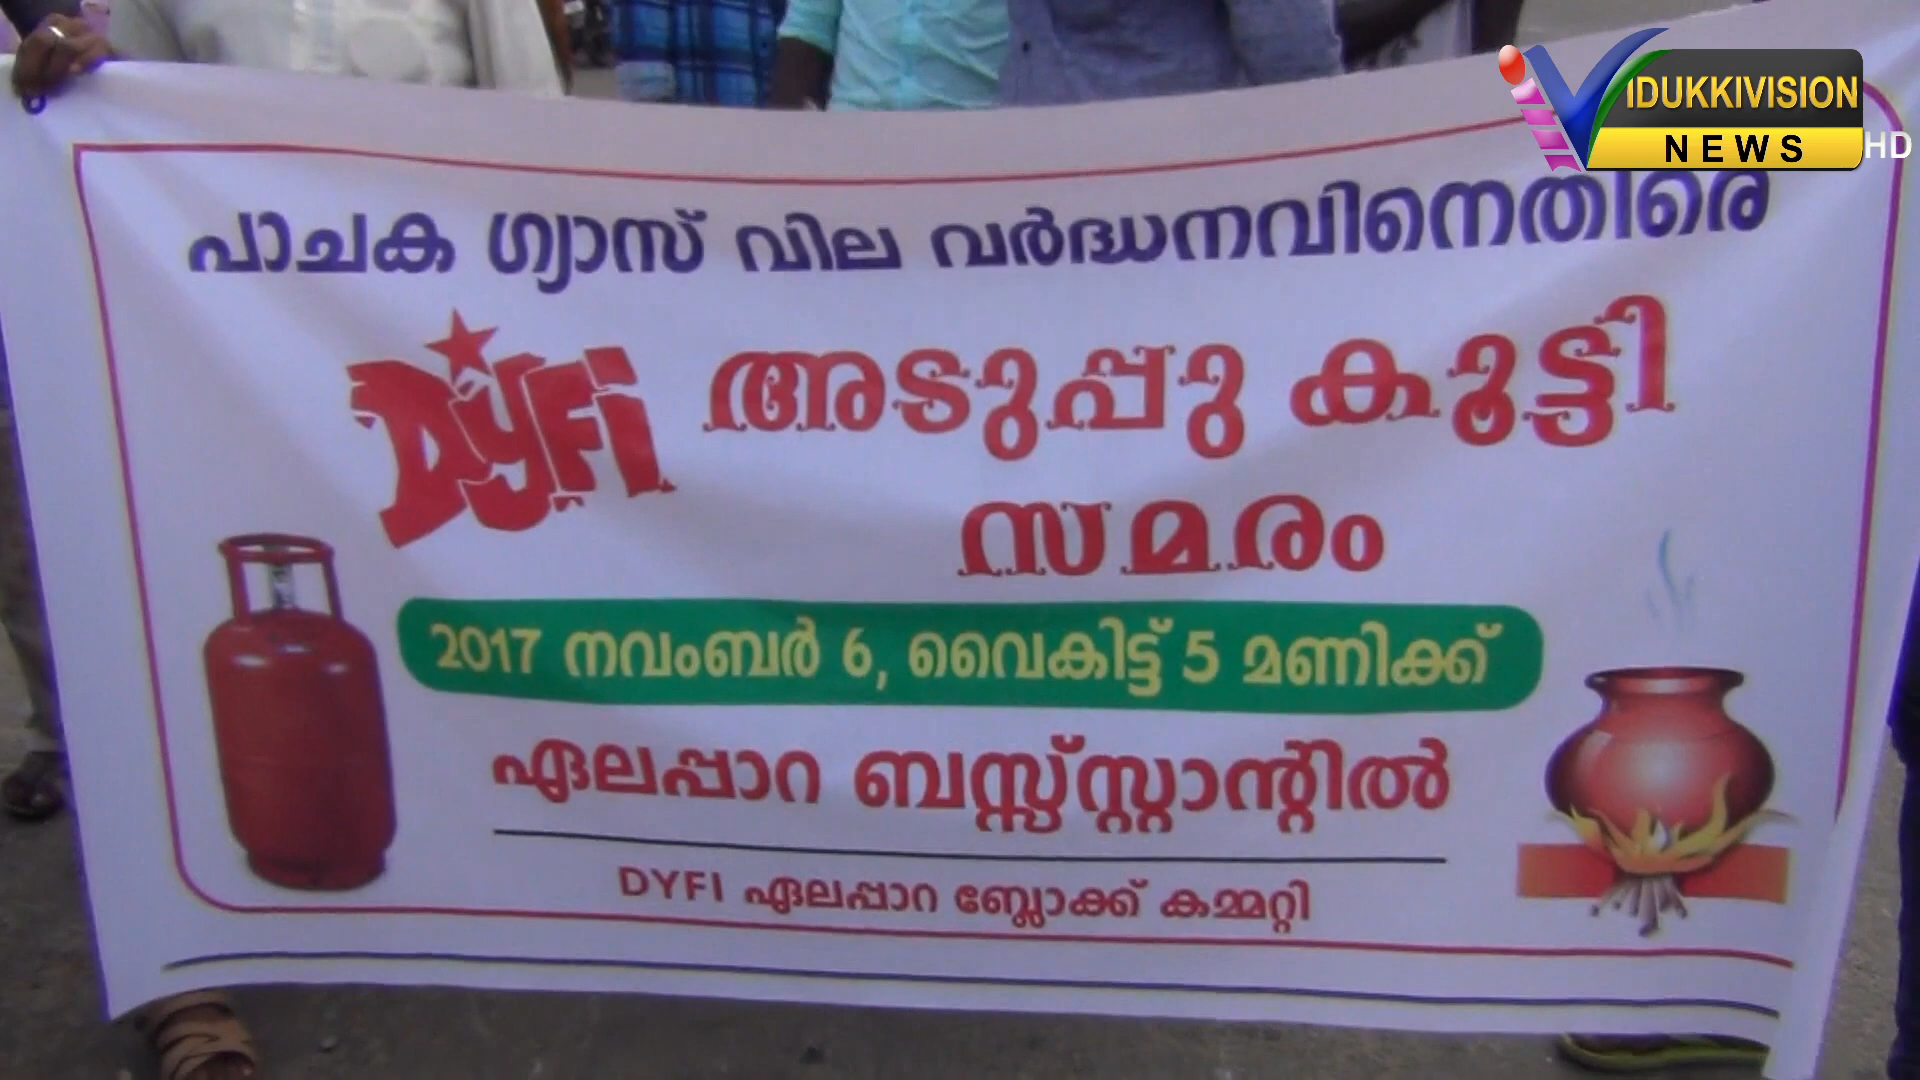 IDUKKIVISION
NEWS HD
പാചക ഗ്യാസ് വില വർദ്ധനവിനെതിരെ
DYFI അടുപ്പു കൂട്ടി
സമരം
2017 നവംബർ 6, വൈകിട്ട് 5 മണിക്ക്
ഏലപ്പാറ ബസ്സ്സ്റ്റാന്റിൽ
DYFI ഏലപ്പാറ ബ്ലോക്ക് കമ്മറ്റി